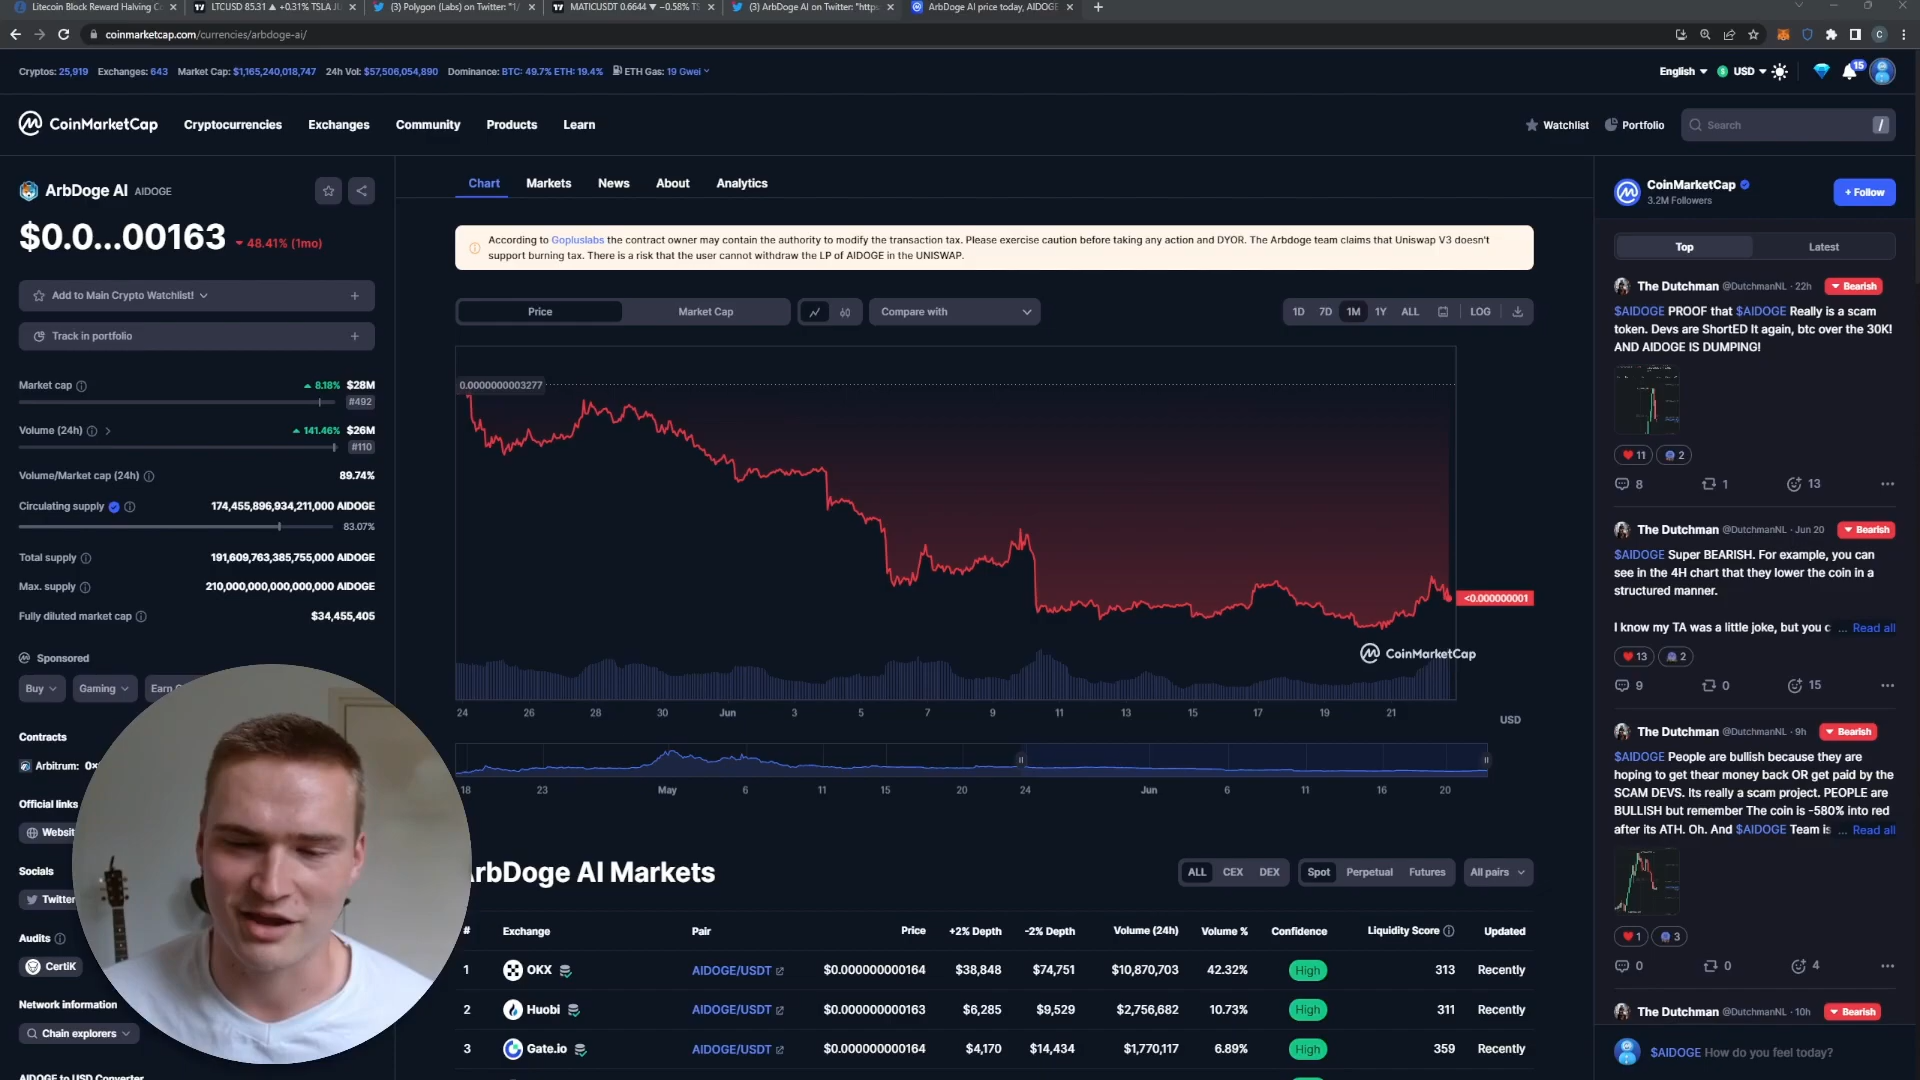 Litecoin Block Reward Halving C
LTCUSD 85.31 ▲ +0.31%
(3) Polygon (Labs) on Twitter: "1/
MATICUSDT 0.6644 ▼ −0.58%
(3) ArbDoge AI on Twitter: "https
ArbDoge AI price today, AIDOGE
coinmarketcap.com/currencies/arbdoge-ai/
Cryptos: 25,919 Exchanges: 643 Market Cap: $1,165,240,018,747 24h Vol: $57,506,054,890 Dominance: BTC: 49.7% ETH: 19.4% ETH Gas: 19 Gwei
English USD 15
CoinMarketCap Cryptocurrencies Exchanges Community Products Learn
Watchlist Portfolio Search /
ArbDoge AI AIDOGE
$0.0...00163 48.41% (1mo)
Add to Main Crypto Watchlist! +
Track in portfolio +
Market cap 8.18% $28M
#492
Volume (24h) 141.46% $26M
#110
Volume/Market cap (24h) 89.74%
Circulating supply 174,455,896,934,211,000 AIDOGE
83.07%
Total supply 191,609,763,385,755,000 AIDOGE
Max. supply 210,000,000,000,000,000 AIDOGE
Fully diluted market cap $34,455,405
Sponsored
Buy Gaming Earn
Contracts
Arbitrum:
Official links
Socials
Twitter
Audits
CertiK
Network information
Chain explorers
AIDOGE to USD Converter
Chart Markets News About Analytics
According to Gopluslabs the contract owner may contain the authority to modify the transaction tax. Please exercise caution before taking any action and DYOR. The Arbdoge team claims that Uniswap V3 doesn't
support burning tax. There is a risk that the user cannot withdraw the LP of AIDOGE in the UNISWAP.
Price Market Cap Compare with 1D 7D 1M 1Y ALL LOG
0.0000000003277
<0.000000001
CoinMarketCap
24 26 28 30 Jun 3 5 7 9 11 13 15 17 19 21
USD
18 23 May 6 11 15 20 24 Jun 6 11 16 20
ArbDoge AI Markets
ALL CEX DEX Spot Perpetual Futures All pairs
# Exchange Pair Price +2% Depth -2% Depth Volume (24h) Volume % Confidence Liquidity Score Updated
1 OKX AIDOGE/USDT $0.000000000164 $38,848 $74,751 $10,870,703 42.32% High 313 Recently
2 Huobi AIDOGE/USDT $0.000000000163 $6,285 $9,529 $2,756,682 10.73% High 311 Recently
3 Gate.io AIDOGE/USDT $0.000000000164 $4,170 $14,434 $1,770,117 6.89% High 359 Recently
CoinMarketCap
3.2M Followers
+ Follow
Top Latest
The Dutchman @DutchmanNL · 22h Bearish
$AIDOGE PROOF that $AIDOGE Really is a scam
token. Devs are ShortED It again, btc over the 30K!
AND AIDOGE IS DUMPING!
11 2
8 1 13
The Dutchman @DutchmanNL · Jun 20 Bearish
$AIDOGE Super BEARISH. For example, you can
see in the 4H chart that they lower the coin in a
structured manner.
I know my TA was a little joke, but you c ... Read all
13 2
9 0 15
The Dutchman @DutchmanNL · 9h Bearish
$AIDOGE People are bullish because they are
hoping to get thear money back OR get paid by the
SCAM DEVS. Its really a scam project. PEOPLE are
BULLISH but remember The coin is -580% into red
after its ATH. Oh. And $AIDOGE Team is ... Read all
1 3
0 0 4
The Dutchman @DutchmanNL · 10h Bearish
$AIDOGE How do you feel today?